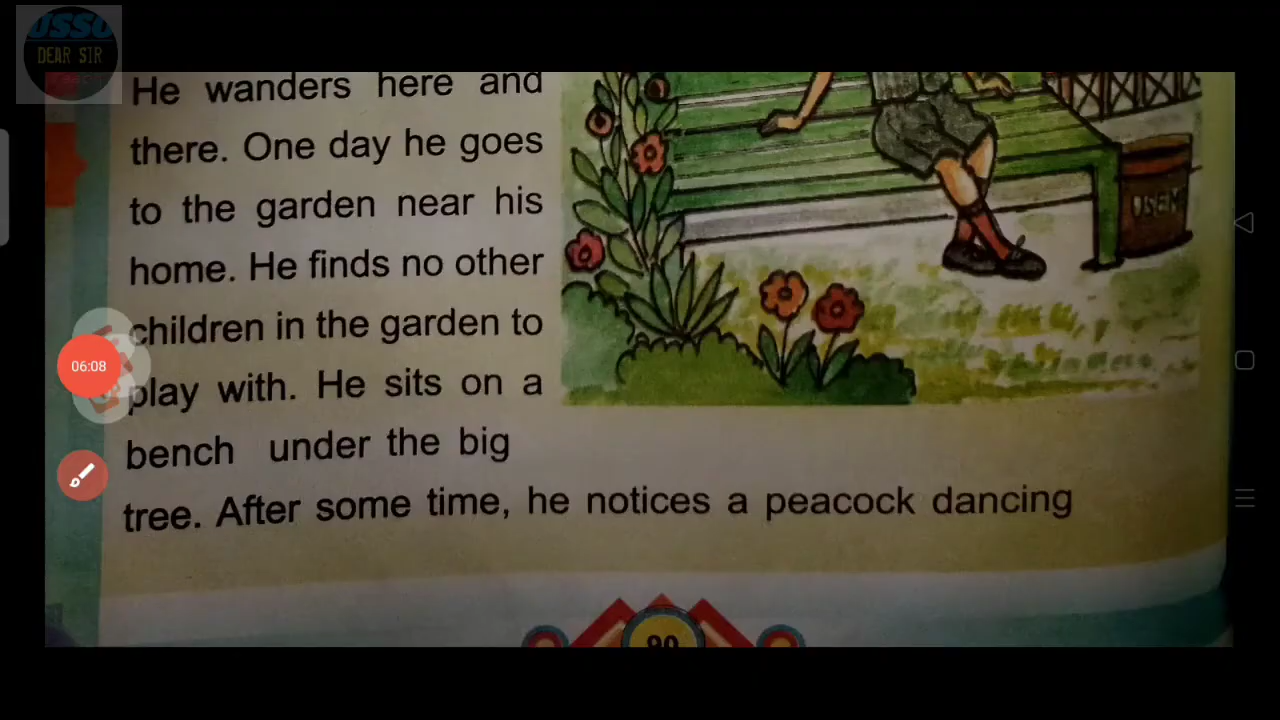 DEAR SIR
He wanders here and
there. One day he goes
to the garden near his
home. He finds no other
children in the garden to
play with. He sits on a
bench under the big
tree. After some time, he notices a peacock dancing
USE M
06:08